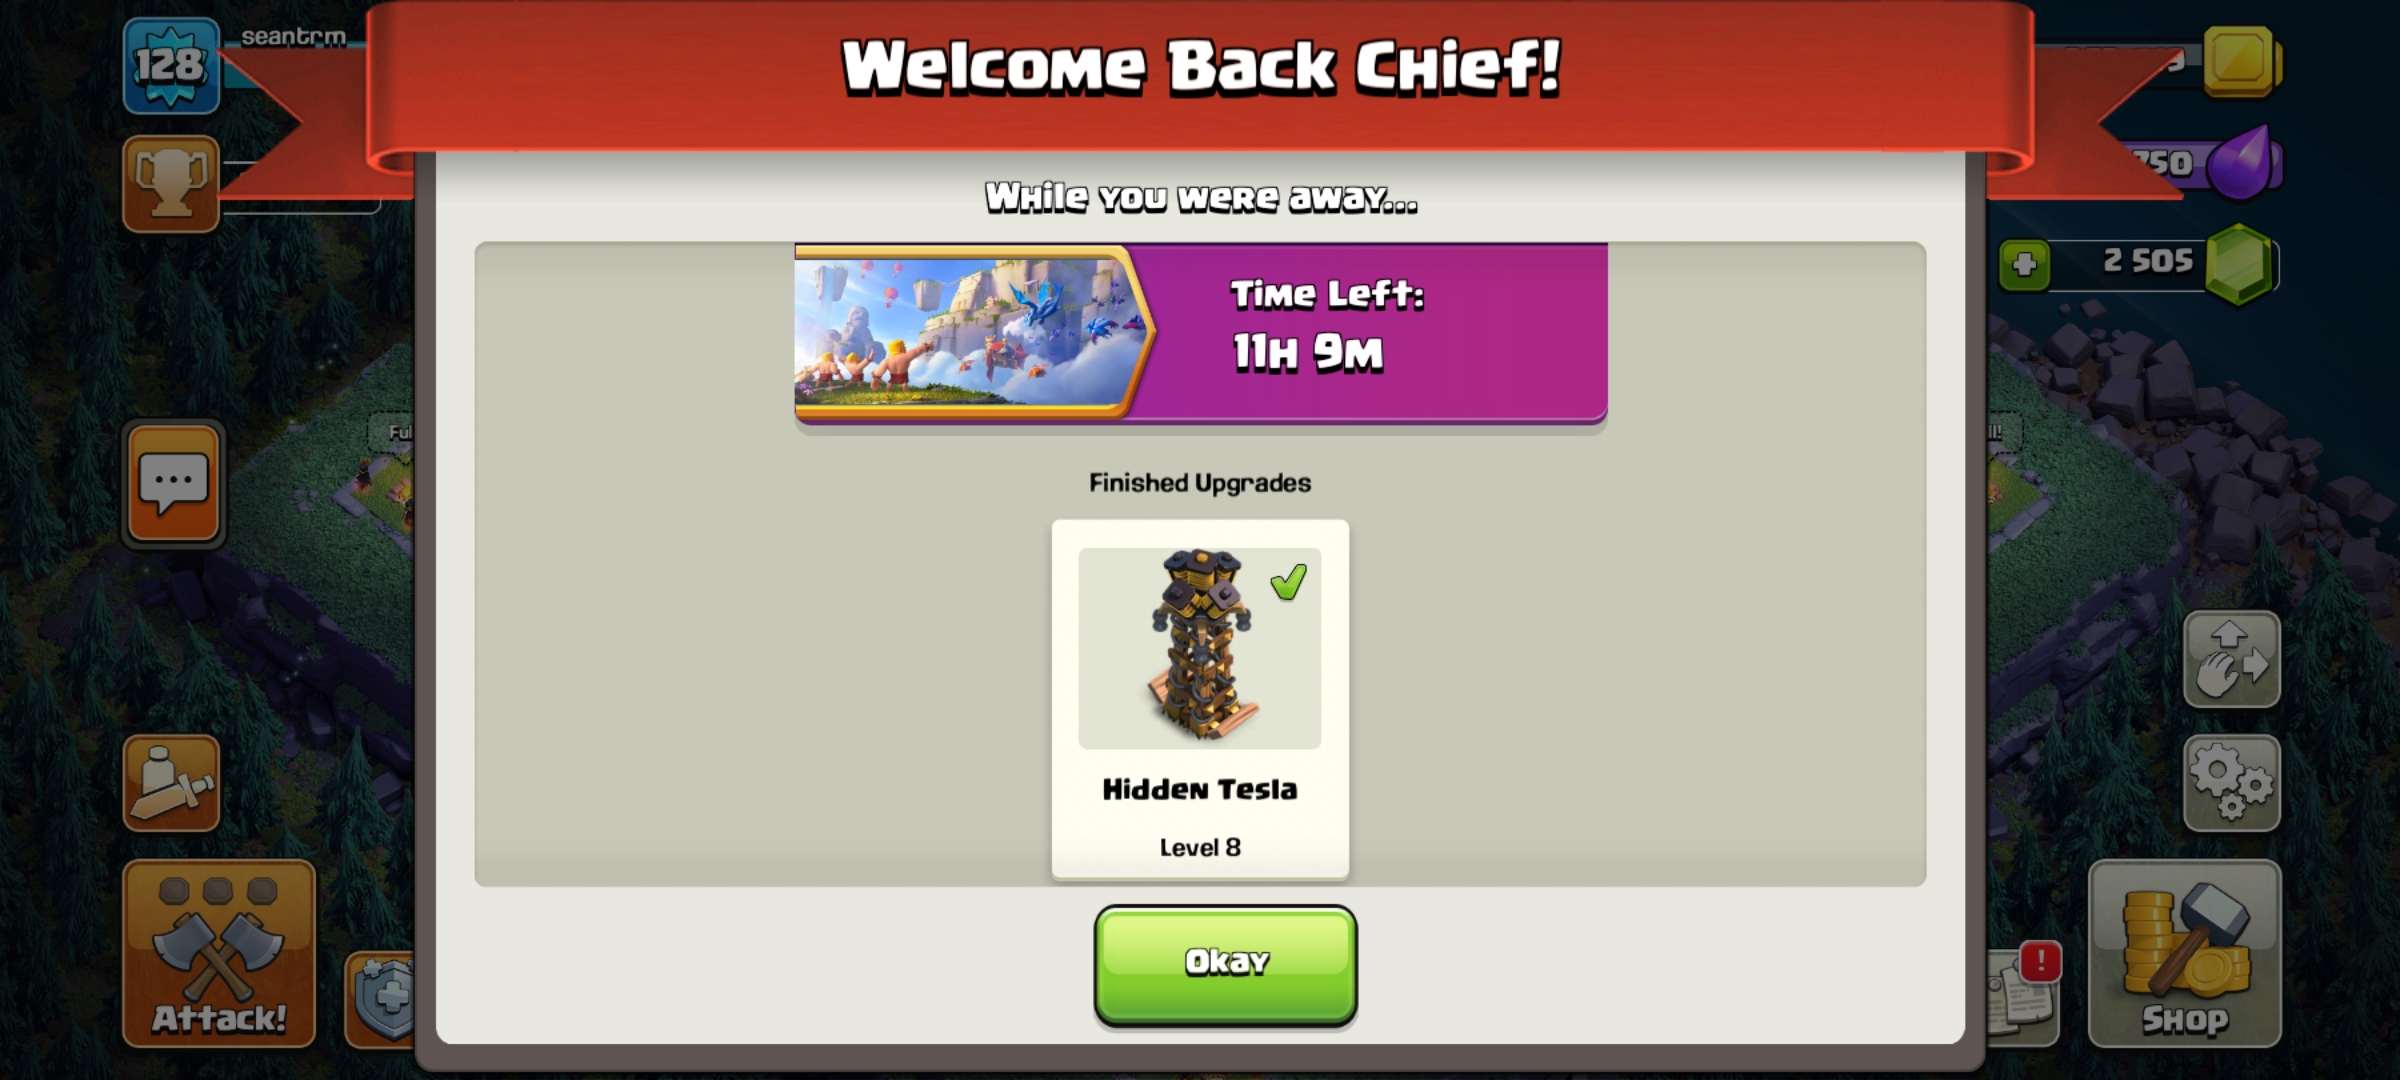 128
seantrm
Welcome Back Chief!
While you were away...
750
2 505
Time Left:
11H 9M
Finished Upgrades
Hidden Tesla
Level 8
Okay
Attack!
!
Shop